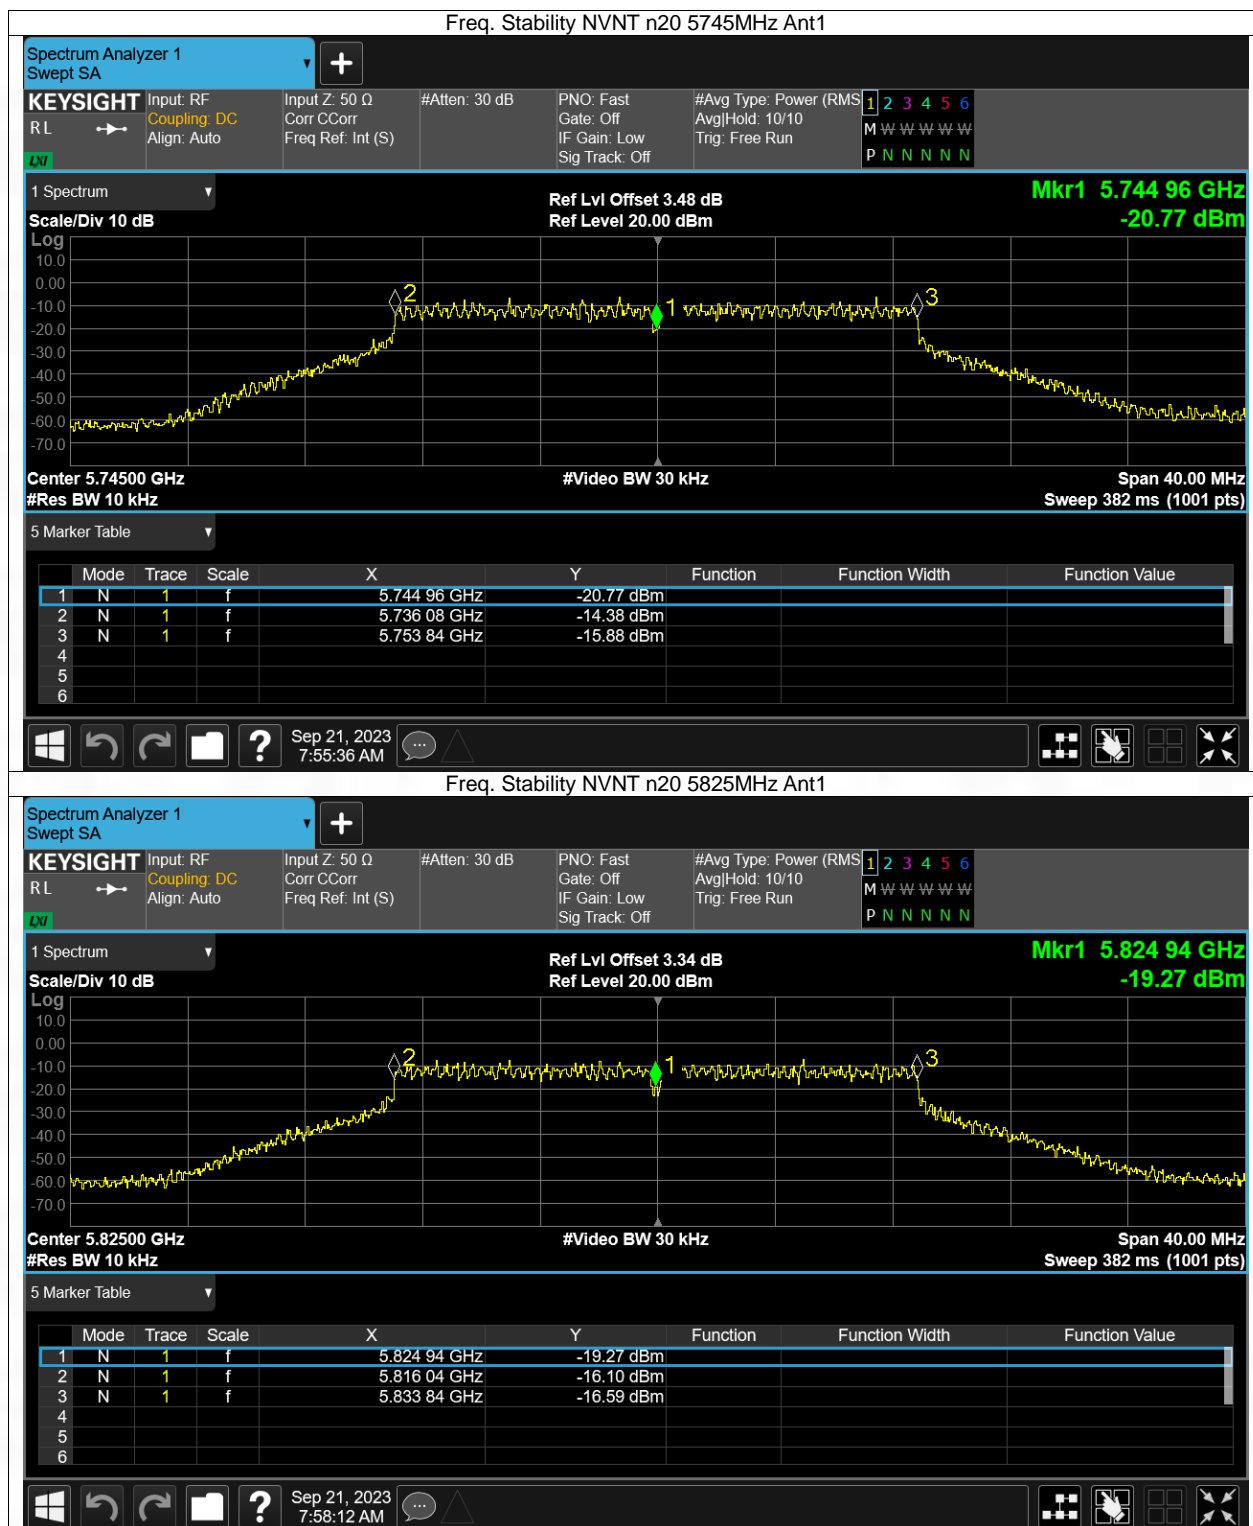 Freq. Stability NVNT n20 5745MHz Ant1
Spectrum Analyzer 1
Swept SA
KEYSIGHT Input: RF Input Z: 50 Ω #Atten: 30 dB PNO: Fast #Avg Type: Power (RMS 1 2 3 4 5 6
RL Coupling: DC Corr CCorr Gate: Off Avg|Hold: 10/10 M W W W W W
Align: Auto Freq Ref: Int (S) IF Gain: Low Trig: Free Run
LXI Sig Track: Off P N N N N N
1 Spectrum Ref Lvl Offset 3.48 dB Mkr1 5.744 96 GHz
Scale/Div 10 dB Ref Level 20.00 dBm -20.77 dBm
Log
10.0
0.00
-10.0
-20.0
-30.0
-40.0
-50.0
-60.0
-70.0
2
1
3
Center 5.74500 GHz #Video BW 30 kHz Span 40.00 MHz
#Res BW 10 kHz Sweep 382 ms (1001 pts)
5 Marker Table
Mode Trace Scale X Y Function Function Width Function Value
1 N 1 f 5.744 96 GHz -20.77 dBm
2 N 1 f 5.736 08 GHz -14.38 dBm
3 N 1 f 5.753 84 GHz -15.88 dBm
4
5
6
? Sep 21, 2023
7:55:36 AM
Freq. Stability NVNT n20 5825MHz Ant1
Spectrum Analyzer 1
Swept SA
KEYSIGHT Input: RF Input Z: 50 Ω #Atten: 30 dB PNO: Fast #Avg Type: Power (RMS 1 2 3 4 5 6
RL Coupling: DC Corr CCorr Gate: Off Avg|Hold: 10/10 M W W W W W
Align: Auto Freq Ref: Int (S) IF Gain: Low Trig: Free Run
LXI Sig Track: Off P N N N N N
1 Spectrum Ref Lvl Offset 3.34 dB Mkr1 5.824 94 GHz
Scale/Div 10 dB Ref Level 20.00 dBm -19.27 dBm
Log
10.0
0.00
-10.0
-20.0
-30.0
-40.0
-50.0
-60.0
-70.0
2
1
3
Center 5.82500 GHz #Video BW 30 kHz Span 40.00 MHz
#Res BW 10 kHz Sweep 382 ms (1001 pts)
5 Marker Table
Mode Trace Scale X Y Function Function Width Function Value
1 N 1 f 5.824 94 GHz -19.27 dBm
2 N 1 f 5.816 04 GHz -16.10 dBm
3 N 1 f 5.833 84 GHz -16.59 dBm
4
5
6
? Sep 21, 2023
7:58:12 AM